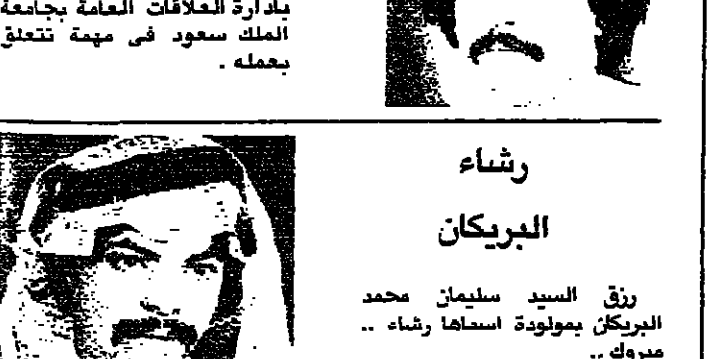 بادارة العلاقات العامة بجامعة
الملك سعود فى مهمة تتعلق
بعمله .
رشاء
البريكان
رزق السيد سليمان محمد
البريكان بمولودة اسماها رشاء ..
مبروك ..